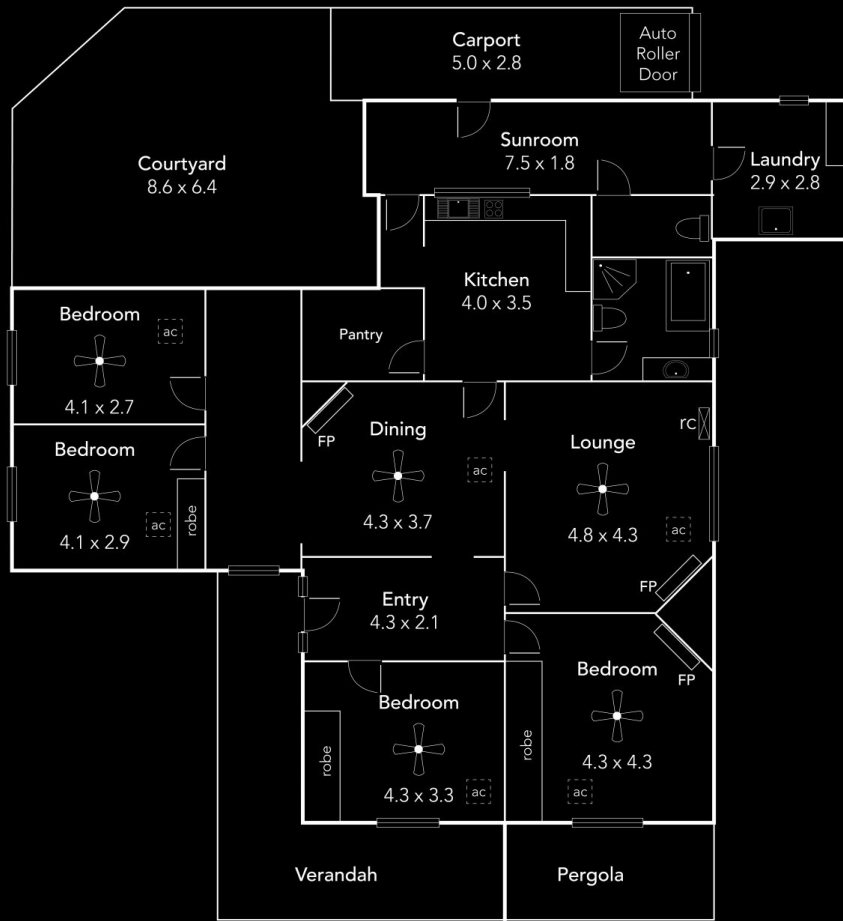 Carport
5.0 x 2.8
Auto
Roller
Door
Courtyard
8.6 x 6.4
Sunroom
7.5 x 1.8
Laundry
2.9 x 2.8
Kitchen
4.0 x 3.5
Pantry
Bedroom
ac
4.1 x 2.7
Bedroom
ac
4.1 x 2.9
robe
FP
Dining
ac
4.3 x 3.7
Lounge
rc
4.8 x 4.3
ac
FP
Entry
4.3 x 2.1
Bedroom
robe
4.3 x 3.3
ac
Bedroom
FP
robe
4.3 x 4.3
ac
Verandah
Pergola